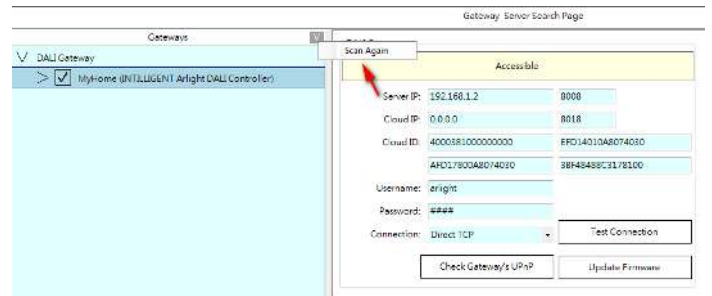 Gateway Server Search Page
Gateways
V
Scan Again
DALI Gateway
MyHome (INTILLIGENT Arlight DALI Controller)
Accessible
Server IP: 192.168.1.2 8008
Cloud IP: 0.0.0.0 8018
Cloud ID: 4000381000000000 EFD14010A8074030
AFD17800A8074030 3BF48488C3178100
Username: arlight
Password: ####
Connection: Direct TCP Test Connection
Check Gateway's UPnP Update Firmware